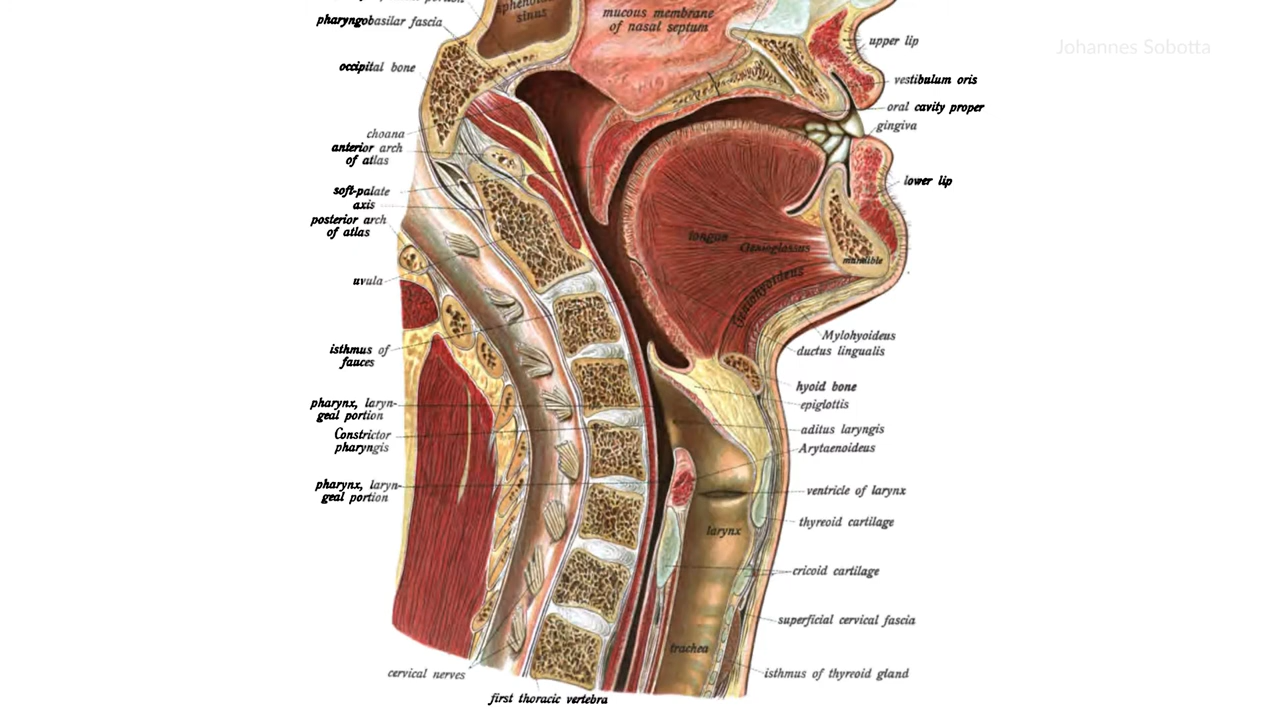 portion
pharyngobasilar fascia
occipital bone
choana
anterior arch
of atlas
soft-palate
axis
posterior arch
of atlas
uvula
isthmus of
fauces
pharynx, laryn-
geal portion
Constrictor
pharyngis
pharynx, laryn-
geal portion
cervical nerves
first thoracic vertebra
sinus
mucous membrane
of nasal septum
tongue
Genioglossus
Geniohyoideus
mandible
larynx
trachea
Johannes Sobotta
upper lip
vestibulum oris
oral cavity proper
gingiva
lower lip
Mylohyoideus
ductus lingualis
hyoid bone
epiglottis
aditus laryngis
Arytaenoideus
ventricle of larynx
thyroid cartilage
cricoid cartilage
superficial cervical fascia
isthmus of thyroid gland